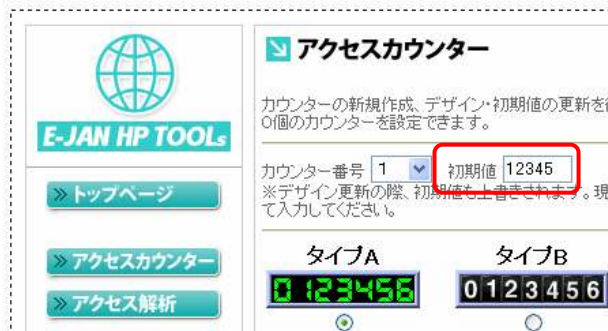 アクセスカウンター
カウンターの新規作成、デザイン・初期値の更新を
0個のカウンターを設定できます。
E-JAN HP TOOLs
カウンター番号 1 初期値 12345
※デザイン更新の際、初期値も上書きされます。現
て入力してください。
トップページ
タイプA タイプB
アクセスカウンター
0123456 0123456
アクセス解析